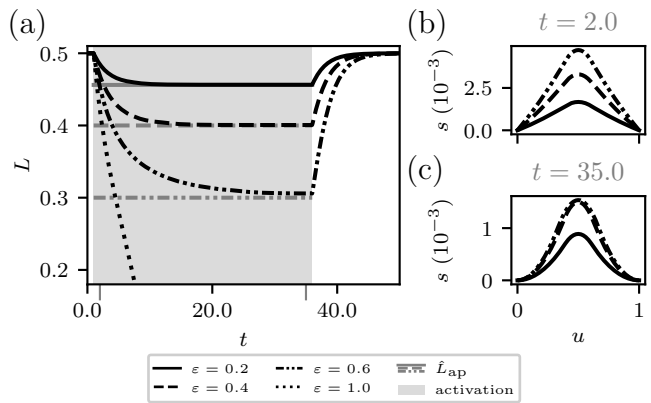 (a)
0.5
0.4
0.3
0.2
L
0.0
20.0
40.0
t
(b)
t = 2.0
s (10⁻³)
2.5
0.0
(c)
t = 35.0
s (10⁻³)
1
0
0
1
u
ε = 0.2
ε = 0.4
ε = 0.6
ε = 1.0
L̂ap
activation